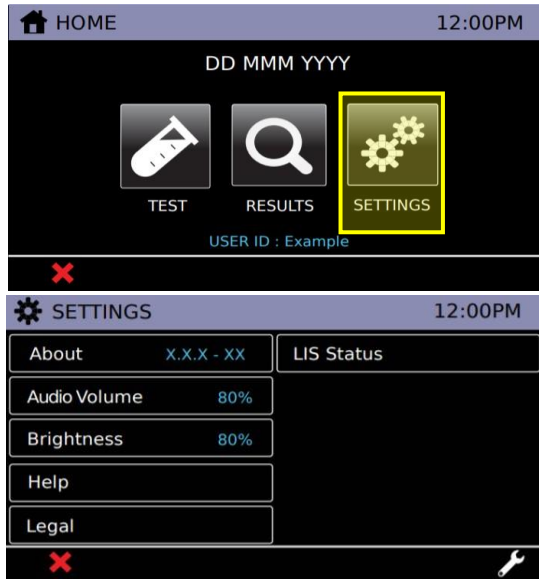 HOME 12:00PM
DD MMM YYYY
TEST RESULTS SETTINGS
USER ID : Example
SETTINGS 12:00PM
About X.X.X - XX LIS Status
Audio Volume 80%
Brightness 80%
Help
Legal